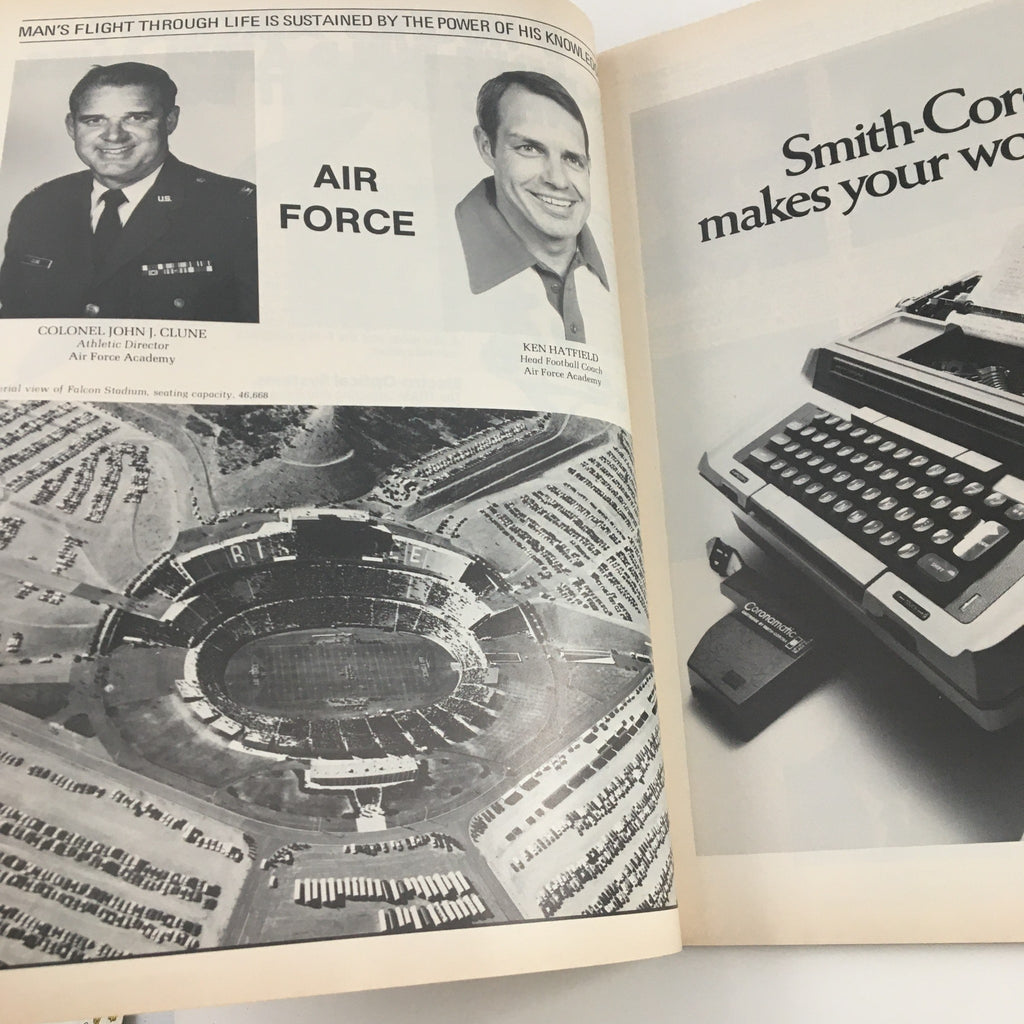 MAN'S FLIGHT THROUGH LIFE IS SUSTAINED BY THE POWER OF HIS KNOWLED
AIR
FORCE
U.S.
COLONEL JOHN J. CLUNE
Athletic Director
Air Force Academy
KEN HATFIELD
Head Football Coach
Air Force Academy
erial view of Falcon Stadium, seating capacity, 46,668
Smith-Cor
makes your wo
Coronamatic